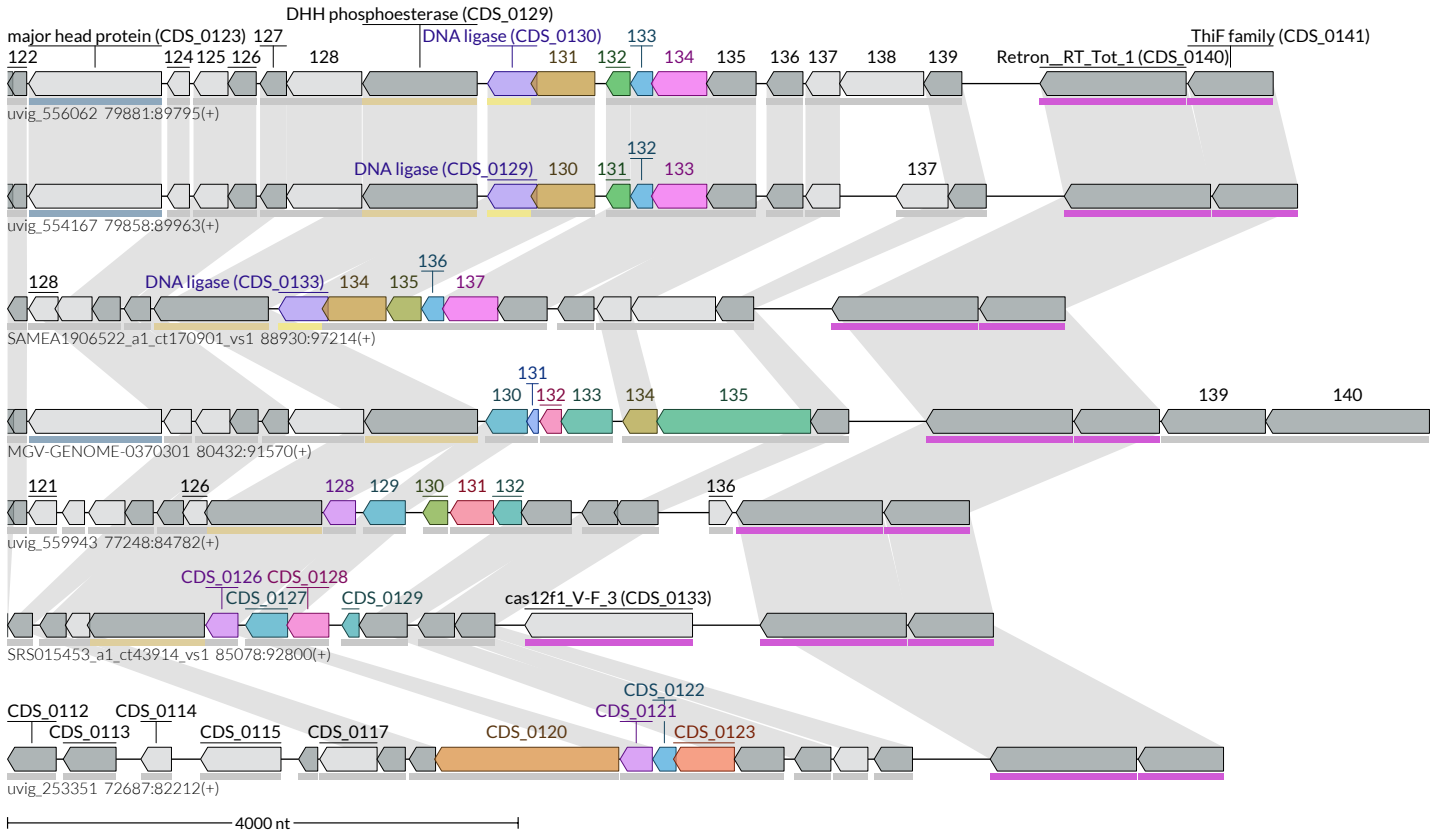 DHH phosphoesterase (CDS_0129)
major head protein (CDS_0123) 127 DNA ligase (CDS_0130) 133 ThiF family (CDS_0141)
122 124 125 126 128 131 132 134 135 136 137 138 139 Retron__RT_Tot_1 (CDS_0140)
uvig_556062 79881:89795(+)
132
DNA ligase (CDS_0129) 130 131 133 137
uvig_554167 79858:89963(+)
136
128 DNA ligase (CDS_0133) 134 135 137
SAMEA1906522_a1_ct170901_vs1 88930:97214(+)
131
130 132 133 134 135 139 140
MGV-GENOME-0370301 80432:91570(+)
121 126 128 129 130 131 132 136
uvig_559943 77248:84782(+)
CDS_0126 CDS_0128
CDS_0127 CDS_0129 cas12f1_V-F_3 (CDS_0133)
SRS015453_a1_ct43914_vs1 85078:92800(+)
CDS_0122
CDS_0112 CDS_0114 CDS_0121
CDS_0113 CDS_0115 CDS_0117 CDS_0120 CDS_0123
uvig_253351 72687:82212(+)
4000 nt